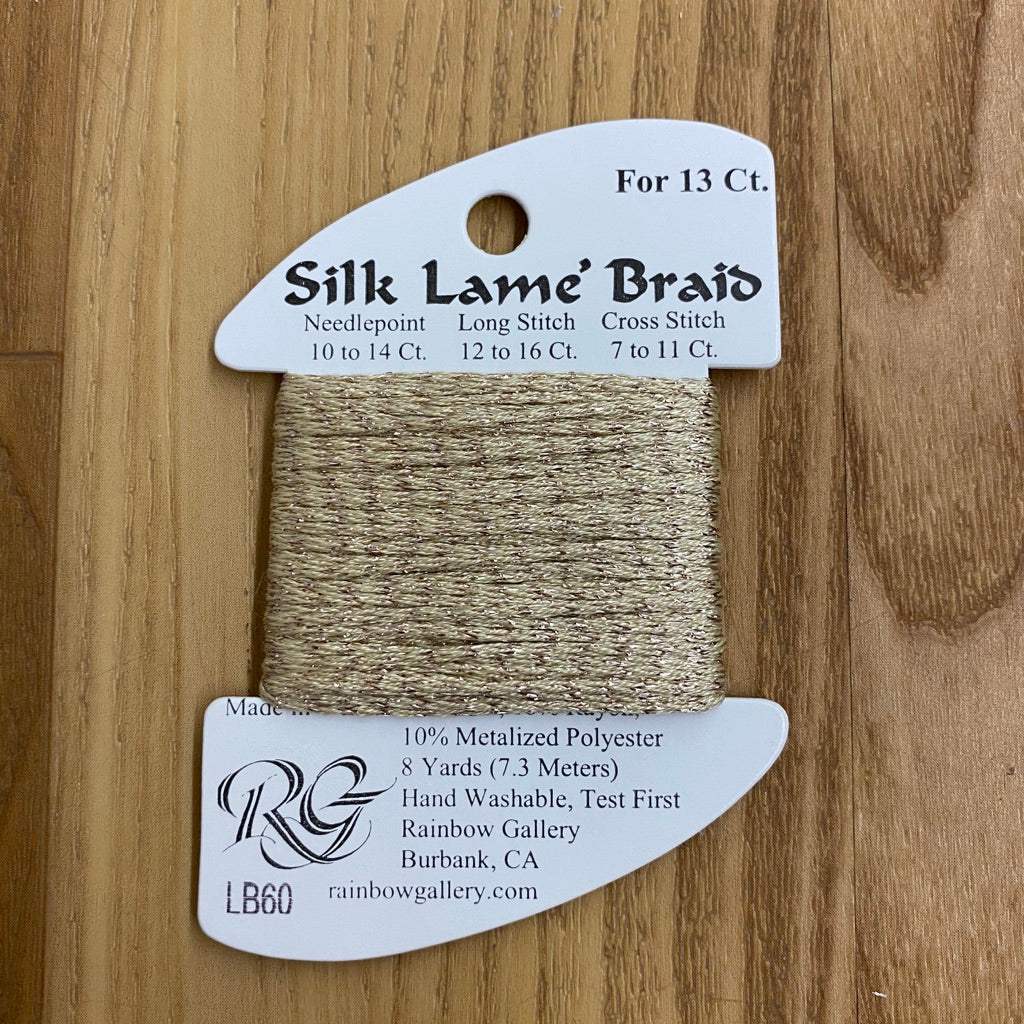 For 13 Ct.
Silk Lame' Braid
Needlepoint Long Stitch Cross Stitch
10 to 14 Ct. 12 to 16 Ct. 7 to 11 Ct.
Made in
10% Metalized Polyester
8 Yards (7.3 Meters)
Hand Washable, Test First
Rainbow Gallery
Burbank, CA
rainbowgallery.com
RG
LB60